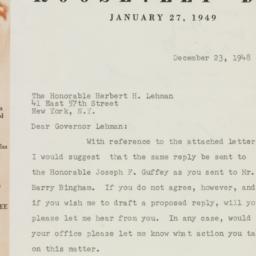 JANUARY 27, 1949
December 23, 1948
The Honorable Herbert H. Lehman
41 East 57th Street
New York, N.Y.
Dear Governor Lehman:
With reference to the attached letter
I would suggest that the same reply be sent to
the Honorable Joseph F. Guffey as you sent to Mr.
Barry Bingham. If you do not agree, however, and
if you wish me to draft a proposed reply, will you
please let me hear from you. In any case, would
your office please let me know what action you ta
on this matter.